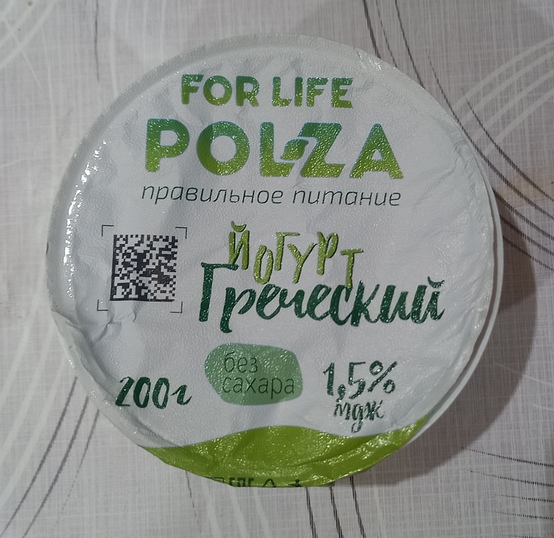 FOR LIFE
POLZA
правильное питание
йогурт
Греческий
без
сахара
200г
1,5%
мдж